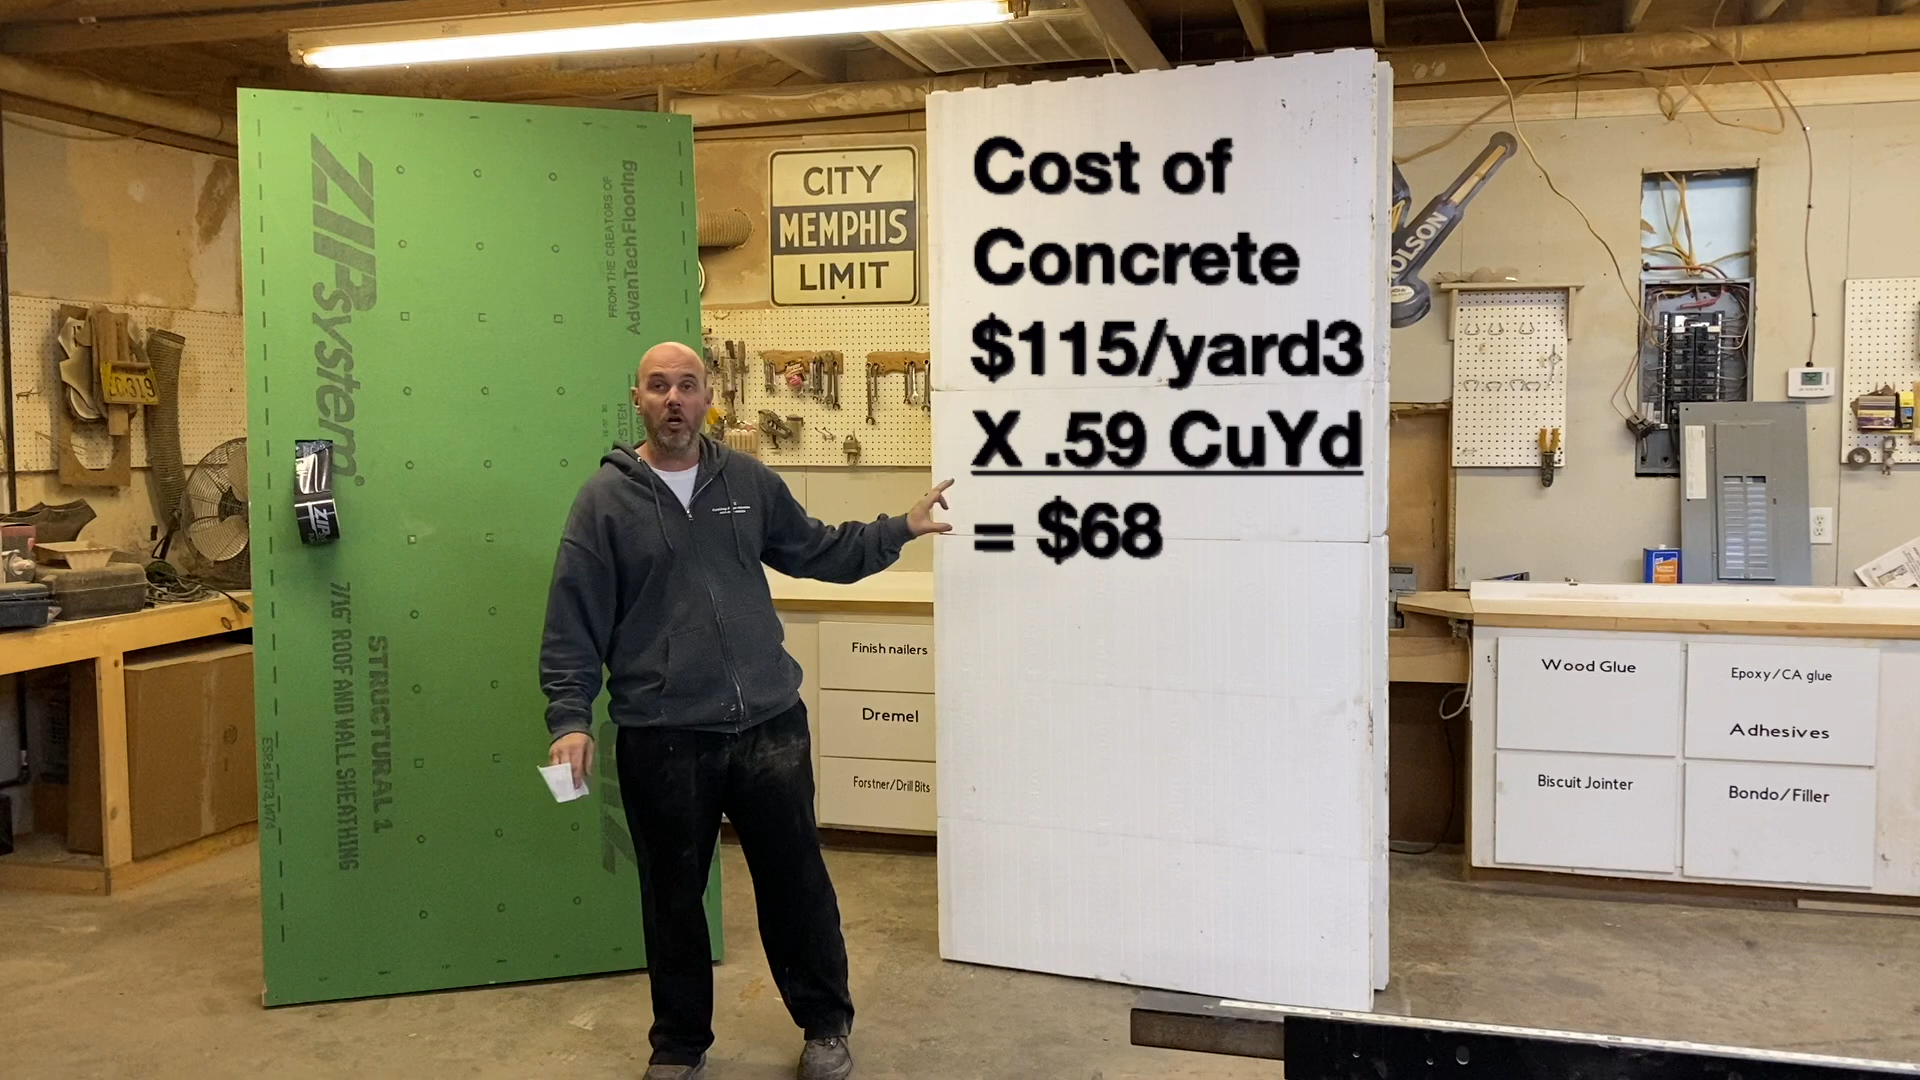 ZIPsystem
FROM THE CREATORS OF
AdvanTech Flooring
7/16" ROOF AND WALL SHEATHING
STRUCTURAL 1
ZIP
CITY
MEMPHIS
LIMIT
Cost of
Concrete
$115/yard3
X .59 CuYd
= $68
OLSON
Finish nailers
Dremel
Forstner/Drill Bits
Wood Glue
Epoxy/CA glue
Adhesives
Biscuit Jointer
Bondo/Filler